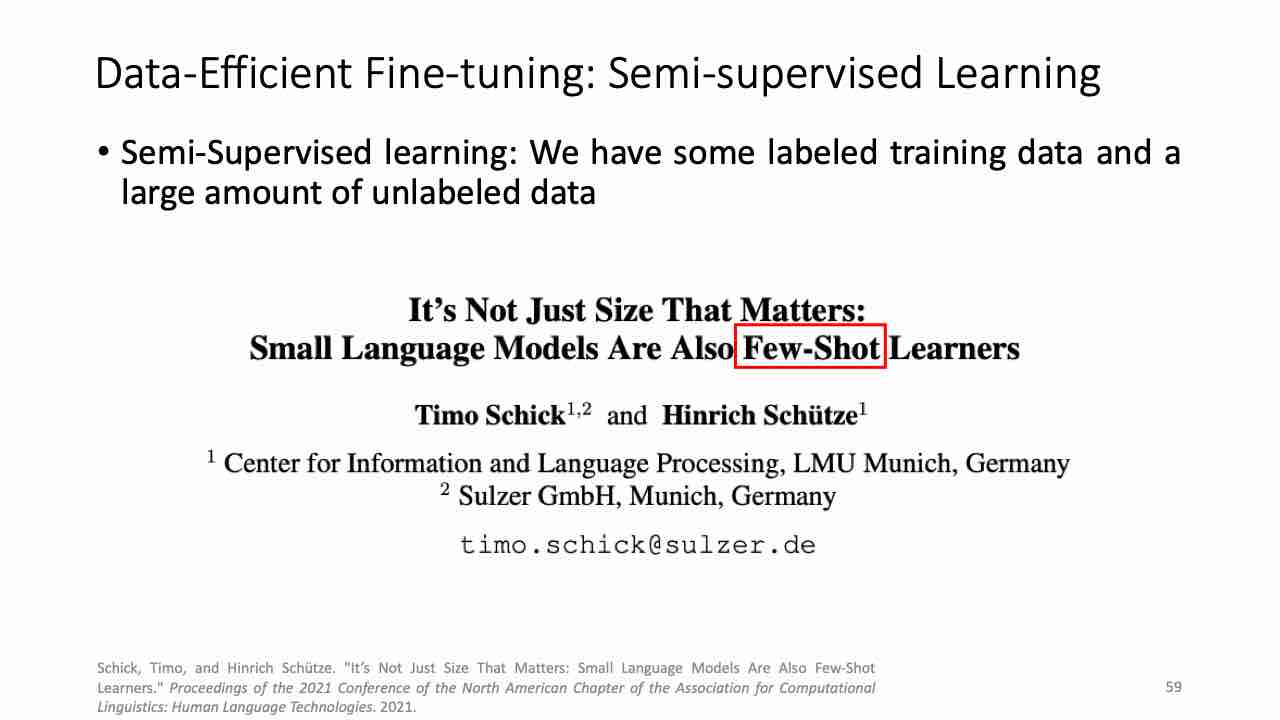 Data-Efficient Fine-tuning: Semi-supervised Learning
• Semi-Supervised learning: We have some labeled training data and a
large amount of unlabeled data
It’s Not Just Size That Matters:
Small Language Models Are Also Few-Shot Learners
Timo Schick1,2 and Hinrich Schütze1
1 Center for Information and Language Processing, LMU Munich, Germany
2 Sulzer GmbH, Munich, Germany
timo.schick@sulzer.de
Schick, Timo, and Hinrich Schütze. "It’s Not Just Size That Matters: Small Language Models Are Also Few-Shot
Learners." Proceedings of the 2021 Conference of the North American Chapter of the Association for Computational
Linguistics: Human Language Technologies. 2021.
59